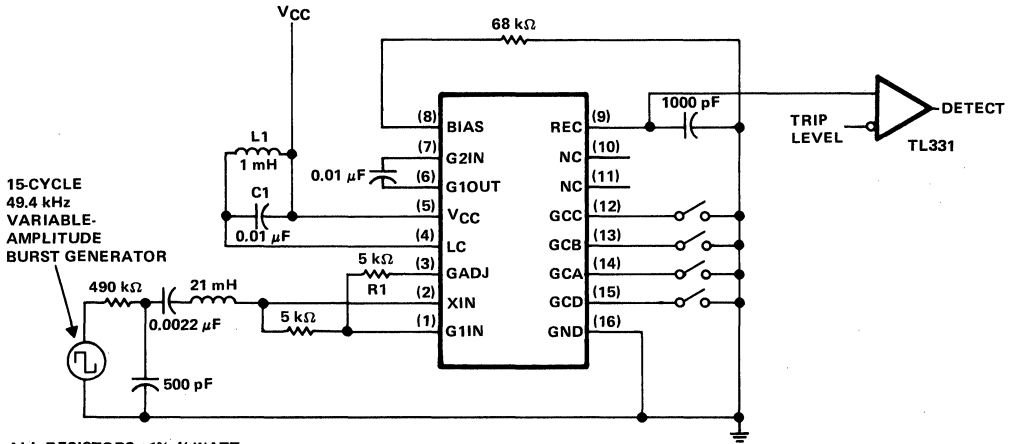 VCC
68 kΩ
1000 pF
DETECT
TRIP
LEVEL
TL331
L1
1 mH
C1
0.01 µF
0.01 µF
(8) BIAS
(7) G2IN
(6) G1OUT
(5) VCC
(4) LC
(3) GADJ
(2) XIN
(1) G1IN
REC (9)
NC (10)
NC (11)
GCC (12)
GCB (13)
GCA (14)
GCD (15)
GND (16)
5 kΩ
R1
5 kΩ
15-CYCLE
49.4 kHz
VARIABLE-
AMPLITUDE
BURST GENERATOR
490 kΩ
21 mH
0.0022 µF
500 pF